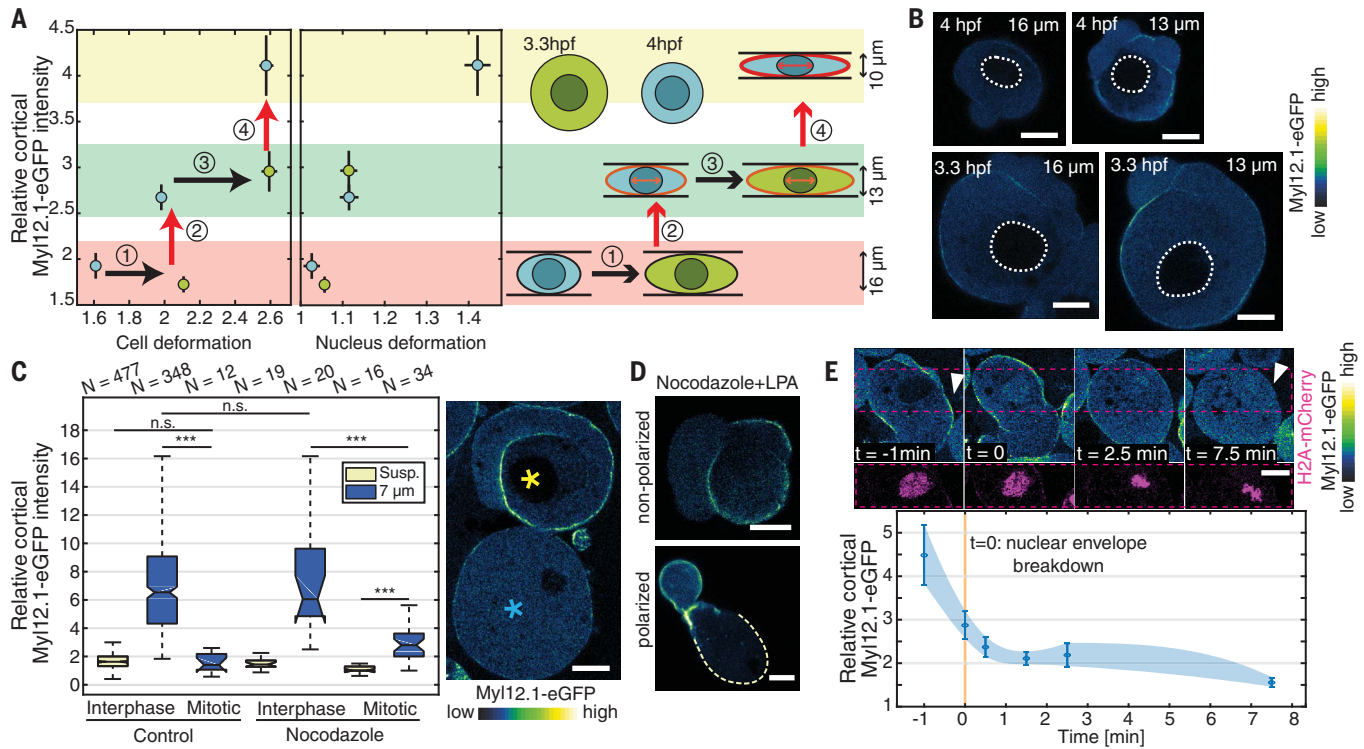 A
Relative cortical
Myl12.1-eGFP intensity
4.5
4
3.5
3
2.5
2
1.5
1.6
1.8
2
2.2
2.4
2.6
Cell deformation
1
1.1
1.2
1.3
1.4
Nucleus deformation
①
②
③
④
3.3hpf
4hpf
①
②
③
④
10 µm
13 µm
16 µm
B
4 hpf
16 µm
4 hpf
13 µm
3.3 hpf
16 µm
3.3 hpf
13 µm
Myl12.1-eGFP
low
high
C
N = 477
N = 348
N = 12
N = 19
N = 20
N = 16
N = 34
Relative cortical
Myl12.1-eGFP intensity
18
16
14
12
10
8
6
4
2
0
n.s.
n.s.
***
***
***
Susp.
7 µm
Interphase
Mitotic
Interphase
Mitotic
Control
Nocodazole
*
*
Myl12.1-eGFP
low
high
D
Nocodazole+LPA
non-polarized
polarized
E
t = -1min
t = 0
t = 2.5 min
t = 7.5 min
H2A-mCherry
Myl12.1-eGFP
low
high
Relative cortical
Myl12.1-eGFP
5
4
3
2
1
t=0: nuclear envelope
breakdown
-1
0
1
2
3
4
5
6
7
8
Time [min]